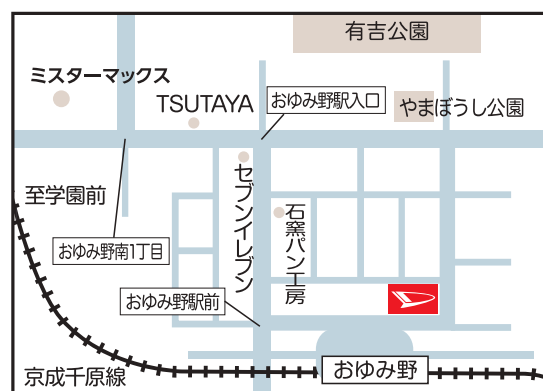 有吉公園
ミスターマックス
TSUTAYA
おゆみ野駅入口
やまぼうし公園
至学園前
セブンイレブン
石窯パン工房
おゆみ野南1丁目
おゆみ野駅前
おゆみ野
京成千原線